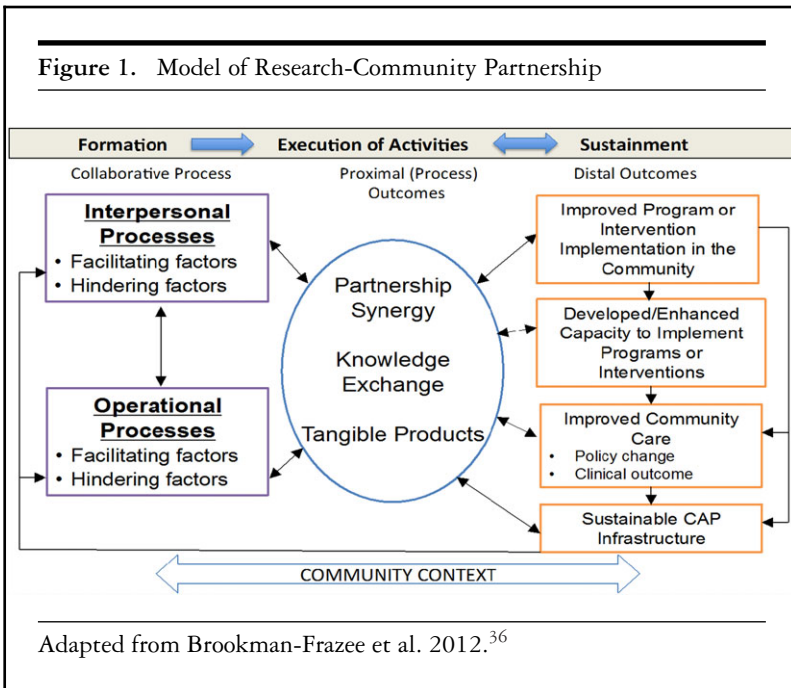 Figure 1. Model of Research-Community Partnership
Formation
Execution of Activities
Sustainment
Collaborative Process
Proximal (Process)
Outcomes
Distal Outcomes
Interpersonal
Processes
• Facilitating factors
• Hindering factors
Operational
Processes
• Facilitating factors
• Hindering factors
Partnership
Synergy
Knowledge
Exchange
Tangible Products
Improved Program or
Intervention
Implementation in the
Community
Developed/Enhanced
Capacity to Implement
Programs or
Interventions
Improved Community
Care
• Policy change
• Clinical outcome
Sustainable CAP
Infrastructure
COMMUNITY CONTEXT
Adapted from Brookman-Frazee et al. 2012.36